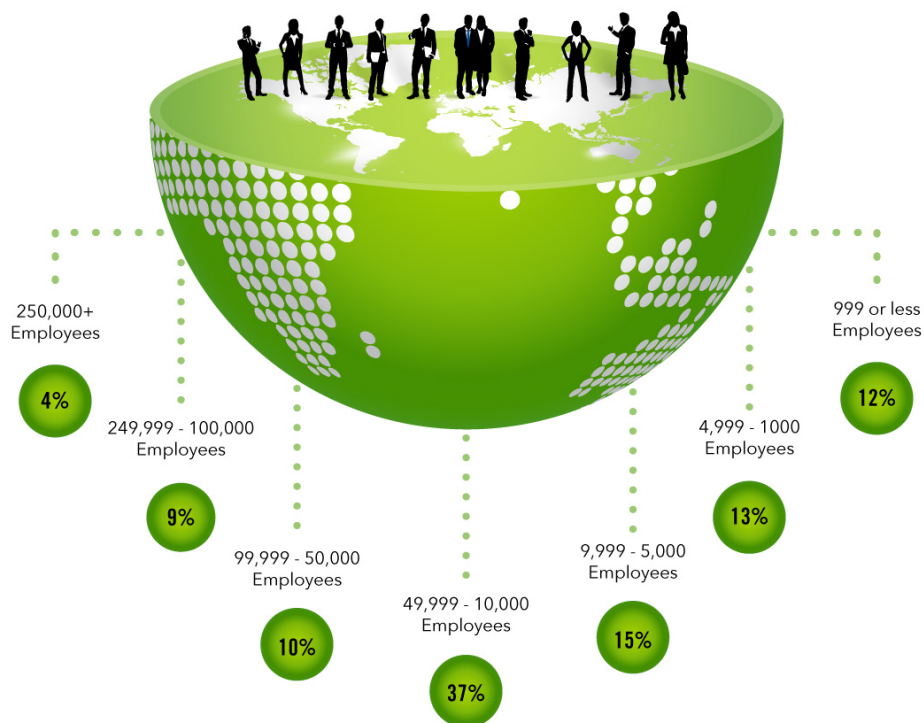 250,000+
Employees
4%
249,999 - 100,000
Employees
9%
99,999 - 50,000
Employees
10%
49,999 - 10,000
Employees
37%
9,999 - 5,000
Employees
15%
4,999 - 1000
Employees
13%
999 or less
Employees
12%